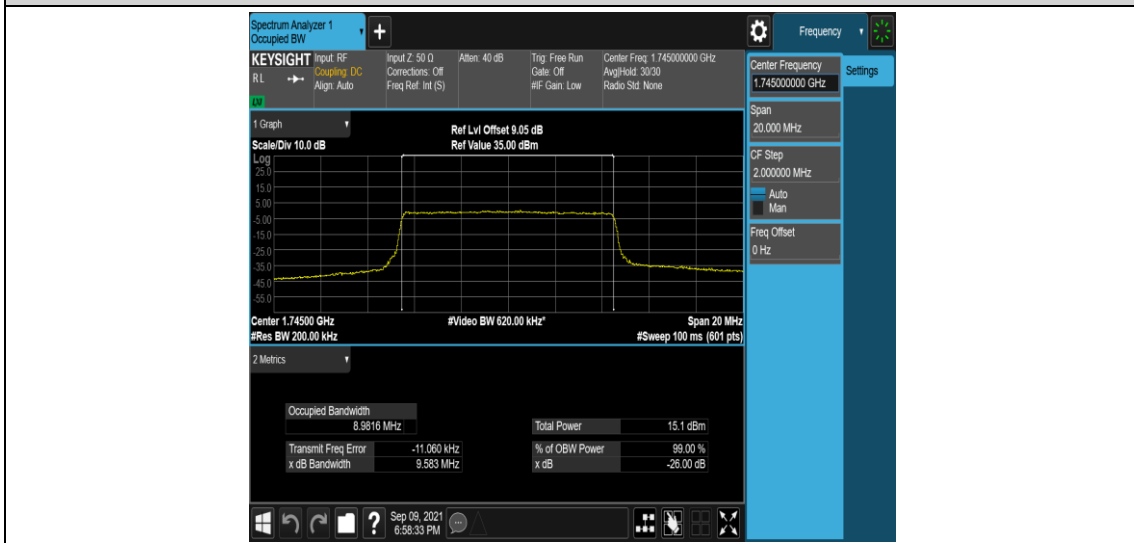 Spectrum Analyzer 1
Occupied BW
Frequency
KEYSIGHT
RL
LXI
Input: RF
Coupling: DC
Align: Auto
Input Z: 50 Ω
Corrections: Off
Freq Ref: Int (S)
Atten: 40 dB
Trig: Free Run
Gate: Off
#IF Gain: Low
Center Freq: 1.745000000 GHz
Avg|Hold: 30/30
Radio Std: None
Center Frequency
1.745000000 GHz
Settings
Span
20.000 MHz
CF Step
2.000000 MHz
Auto
Man
Freq Offset
0 Hz
1 Graph
Scale/Div 10.0 dB
Ref Lvl Offset 9.05 dB
Ref Value 35.00 dBm
Log
25.0
15.0
5.00
-5.00
-15.0
-25.0
-35.0
-45.0
-55.0
Center 1.74500 GHz
#Video BW 620.00 kHz*
Span 20 MHz
#Res BW 200.00 kHz
#Sweep 100 ms (601 pts)
2 Metrics
Occupied Bandwidth
8.9816 MHz
Total Power 15.1 dBm
Transmit Freq Error -11.060 kHz
% of OBW Power 99.00 %
x dB Bandwidth 9.583 MHz
x dB -26.00 dB
?
Sep 09, 2021
6:58:33 PM